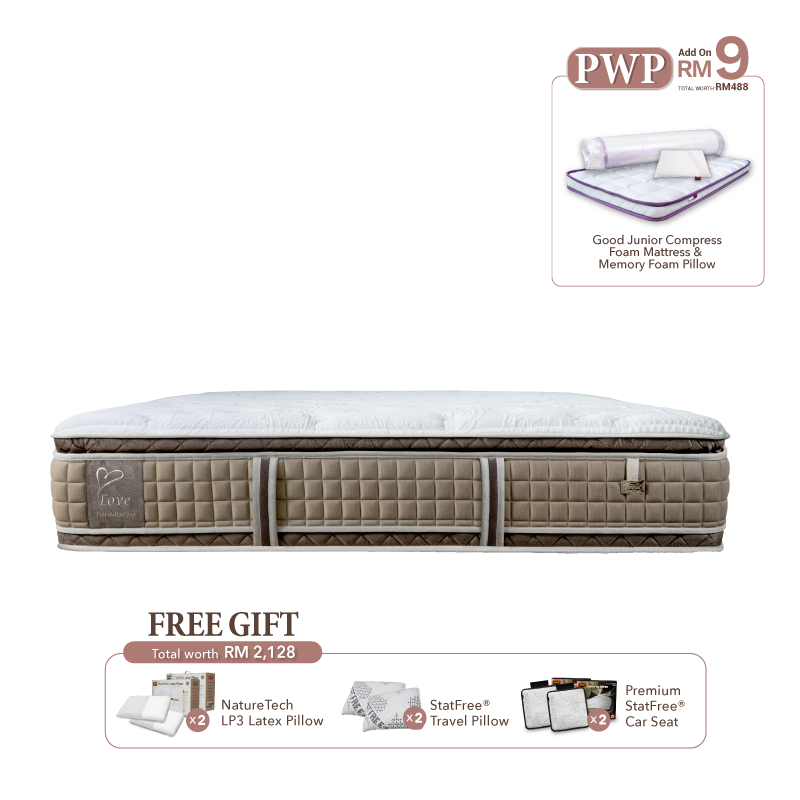 PWP
Add On
RM 9
TOTAL WORTH RM488
Good Junior Compress
Foam Mattress &
Memory Foam Pillow
Love
FREE GIFT
Total worth RM 2,128
x2
NatureTech
LP3 Latex Pillow
x2
StatFree®
Travel Pillow
x2
Premium
StatFree®
Car Seat